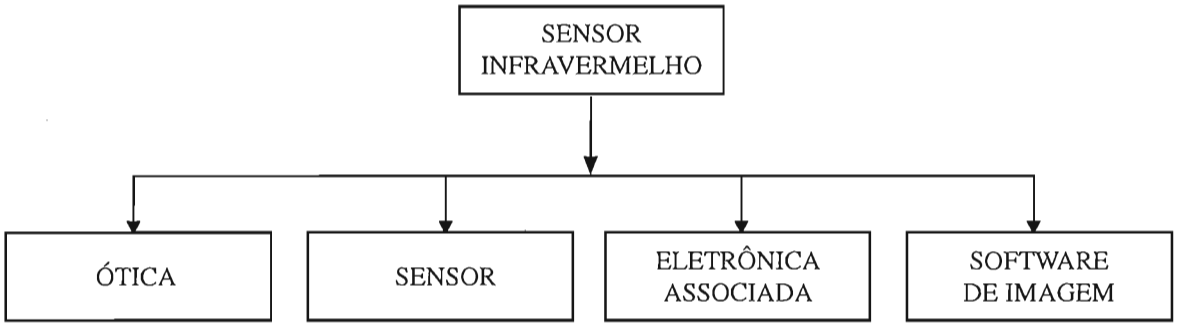 SENSOR
INFRAVERMELHO
ÓTICA
SENSOR
ELETRÔNICA
ASSOCIADA
SOFTWARE
DE IMAGEM